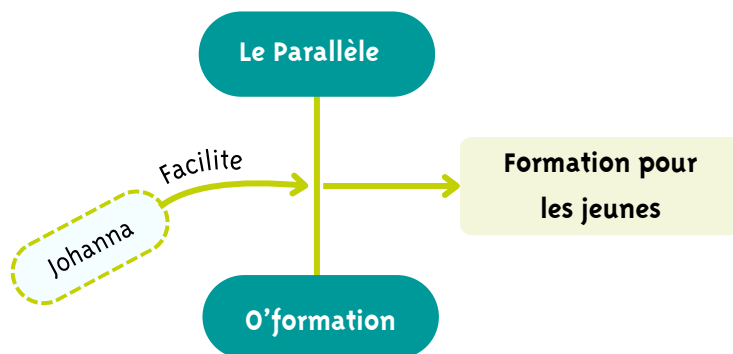 Le Parallèle
Facilite
Johanna
Formation pour
les jeunes
O'formation